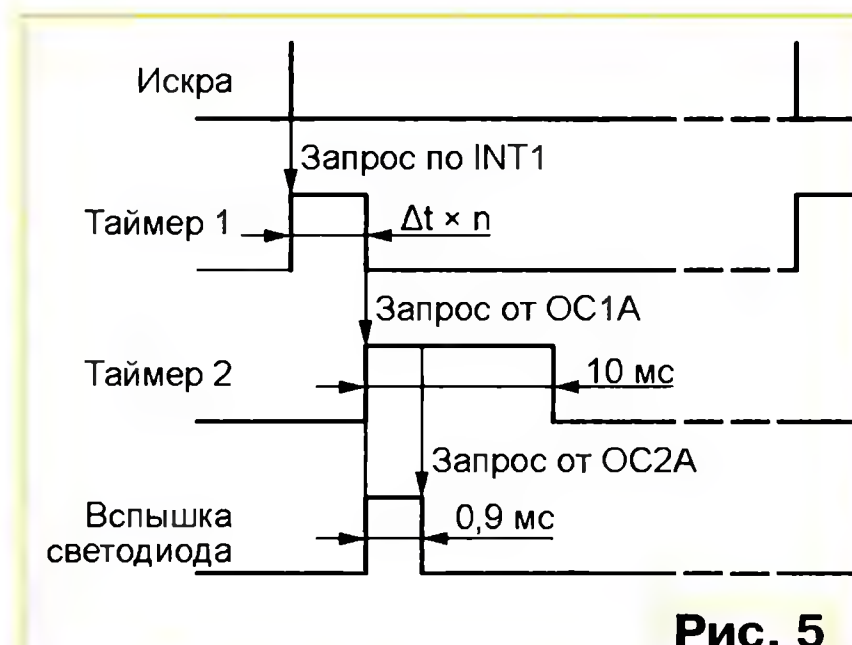 Искра
Запрос по INT1
Таймер 1
Δt × n
Запрос от OC1A
Таймер 2
10 мс
Запрос от OC2A
Вспышка
светодиода
0,9 мс
Рис. 5